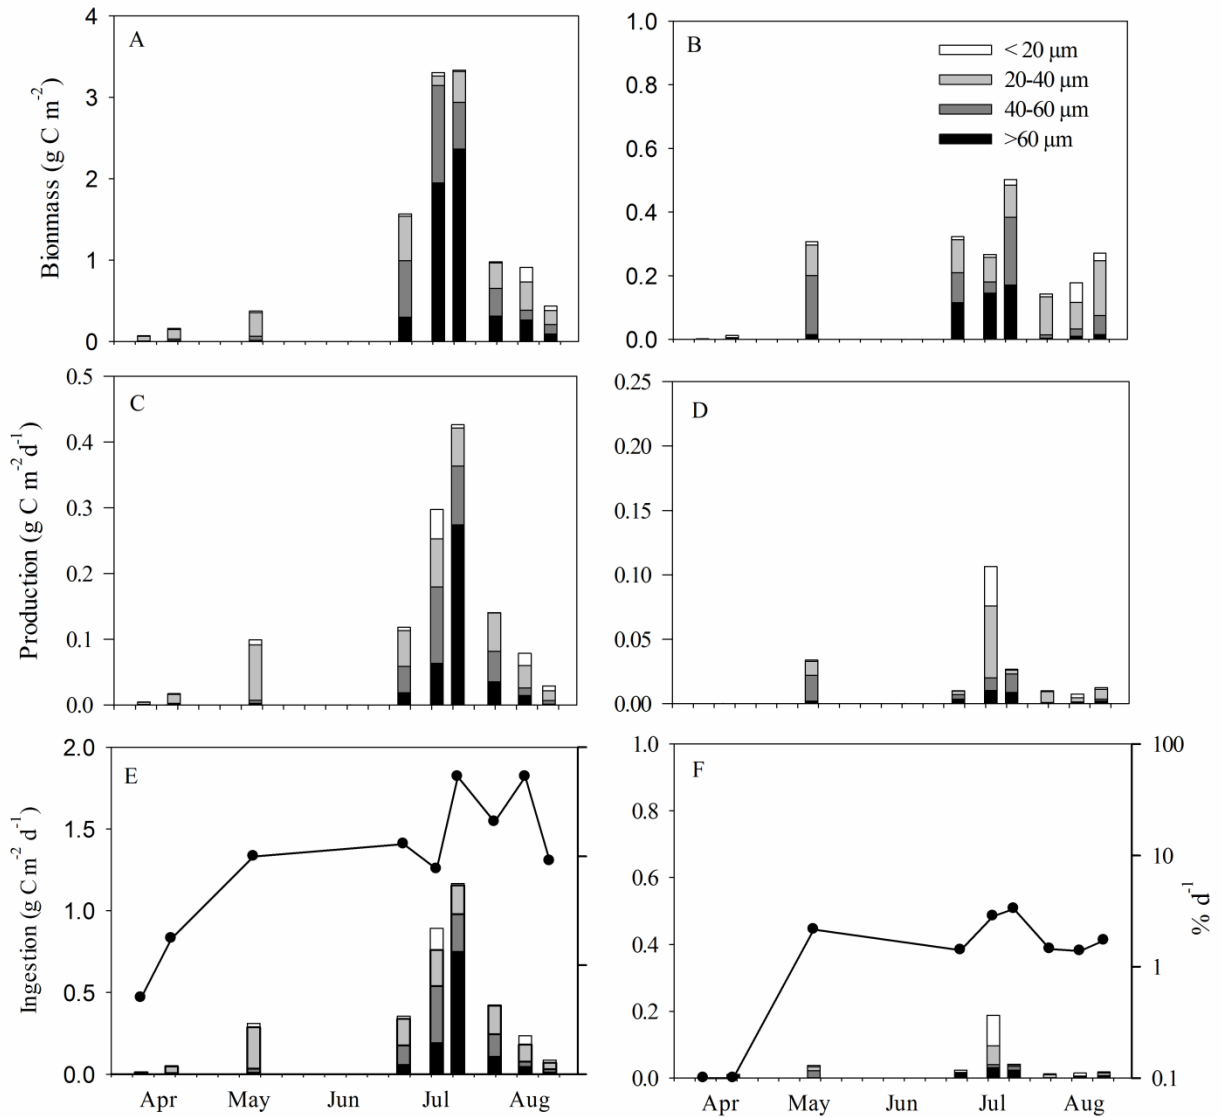 A
4
3
2
1
0
Bionmass (g C m⁻²)
B
1.0
0.8
0.6
0.4
0.2
0.0
< 20 μm
20-40 μm
40-60 μm
>60 μm
C
0.5
0.4
0.3
0.2
0.1
0.0
Production (g C m⁻²d⁻¹)
D
0.25
0.20
0.15
0.10
0.05
0.00
E
2.0
1.5
1.0
0.5
0.0
Ingestion (g C m⁻² d⁻¹)
Apr May Jun Jul Aug
F
1.0
0.8
0.6
0.4
0.2
0.0
100
10
1
0.1
% d⁻¹
Apr May Jun Jul Aug